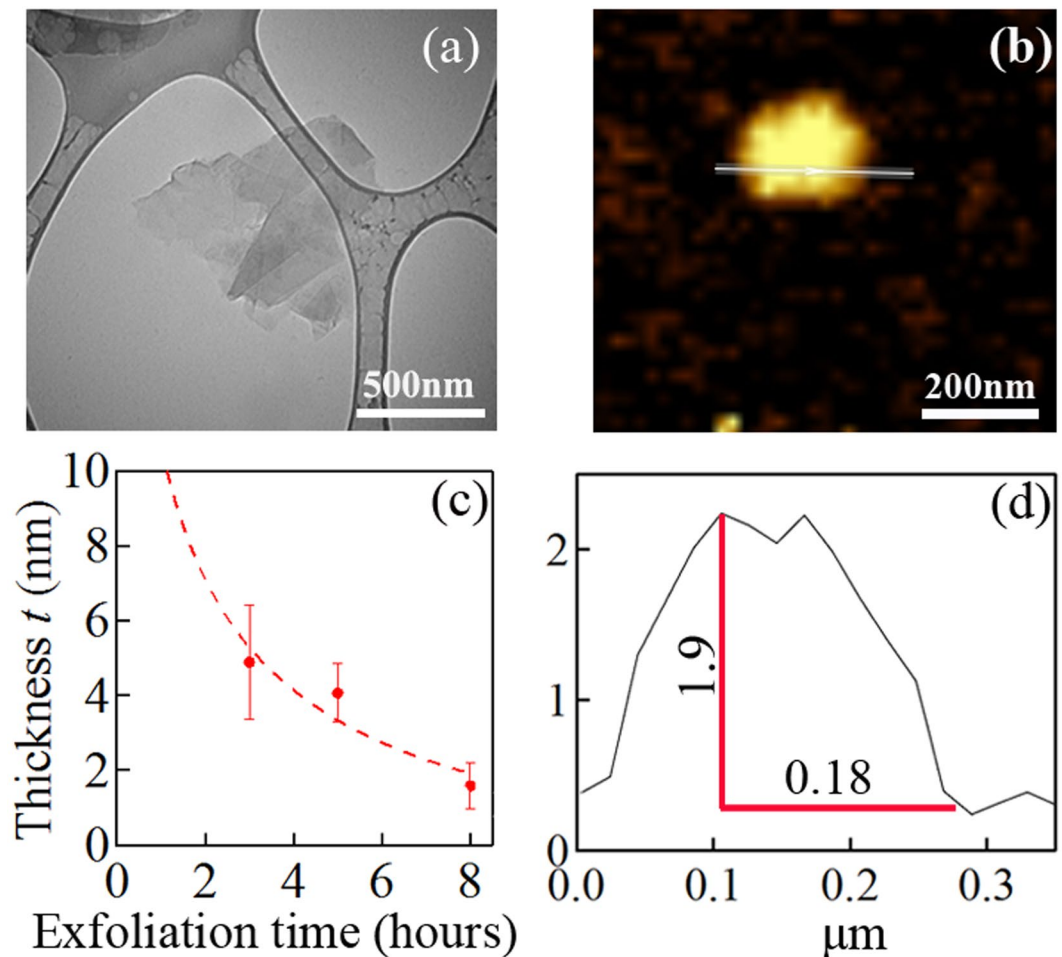 (a)
500nm
(b)
200nm
(c)
Thickness t (nm)
10
8
6
4
2
0
0 2 4 6 8
Exfoliation time (hours)
(d)
2
1
0
1.9
0.18
0.0 0.1 0.2 0.3
μm